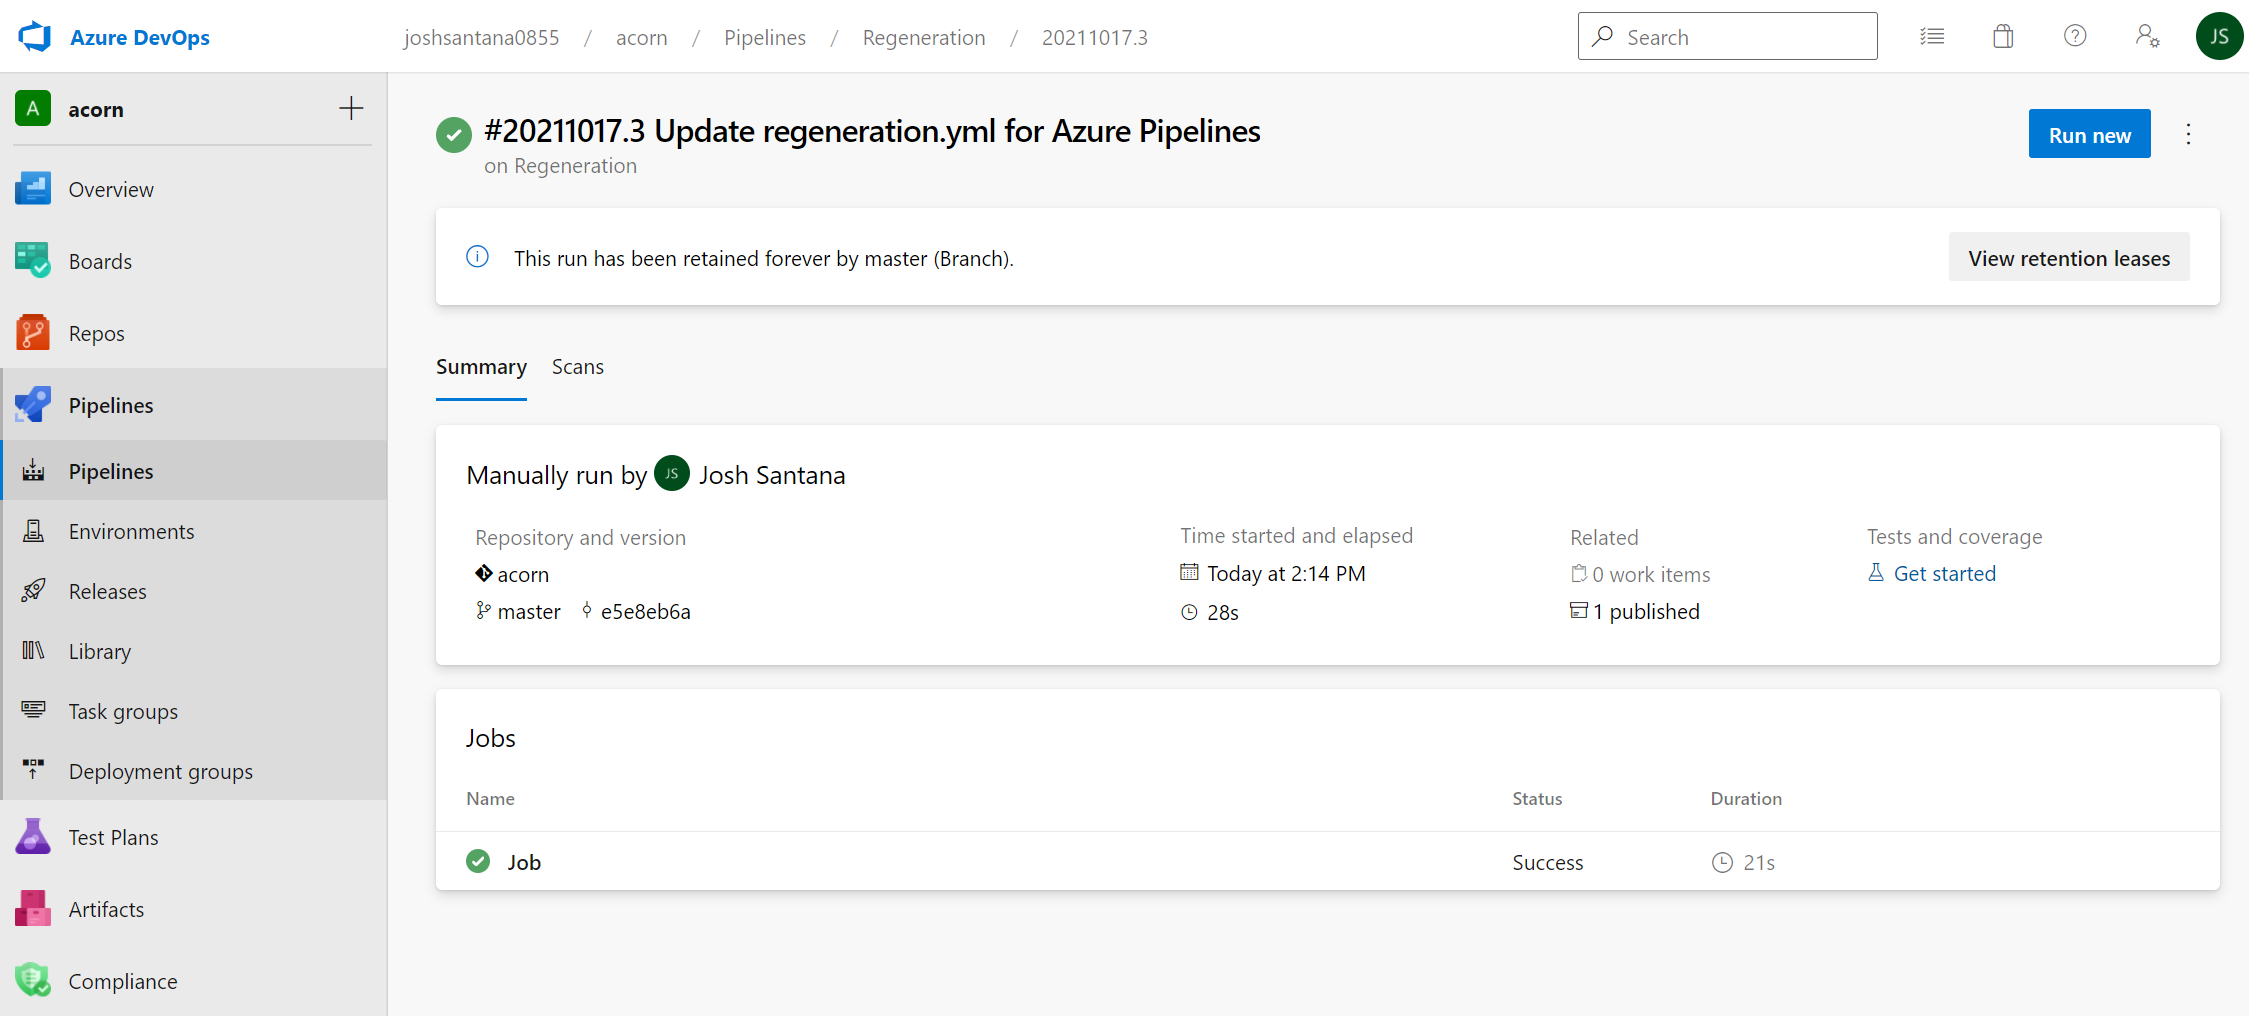 Azure DevOps
joshsantana0855 / acorn / Pipelines / Regeneration / 20211017.3
Search
JS
A acorn
Overview
Boards
Repos
Pipelines
Pipelines
Environments
Releases
Library
Task groups
Deployment groups
Test Plans
Artifacts
Compliance
#20211017.3 Update regeneration.yml for Azure Pipelines
on Regeneration
Run new
This run has been retained forever by master (Branch).
View retention leases
Summary Scans
Manually run by JS Josh Santana
Repository and version
acorn
master e5e8eb6a
Time started and elapsed
Today at 2:14 PM
28s
Related
0 work items
1 published
Tests and coverage
Get started
Jobs
Name Status Duration
Job Success 21s